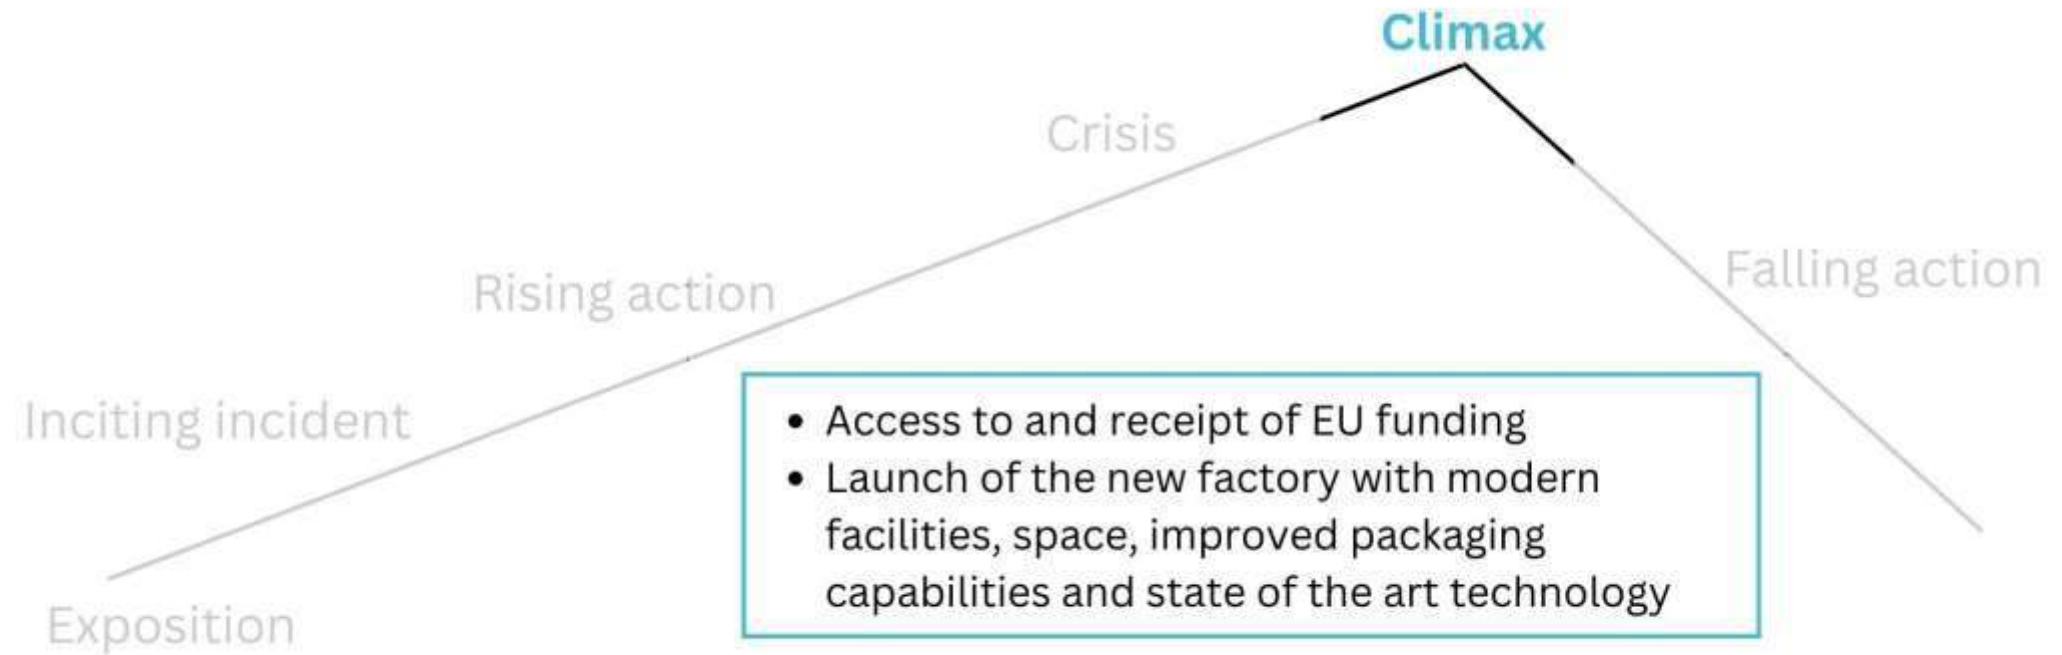 Climax
Crisis
Rising action
Falling action
Inciting incident
• Access to and receipt of EU funding
• Launch of the new factory with modern
facilities, space, improved packaging
capabilities and state of the art technology
Exposition